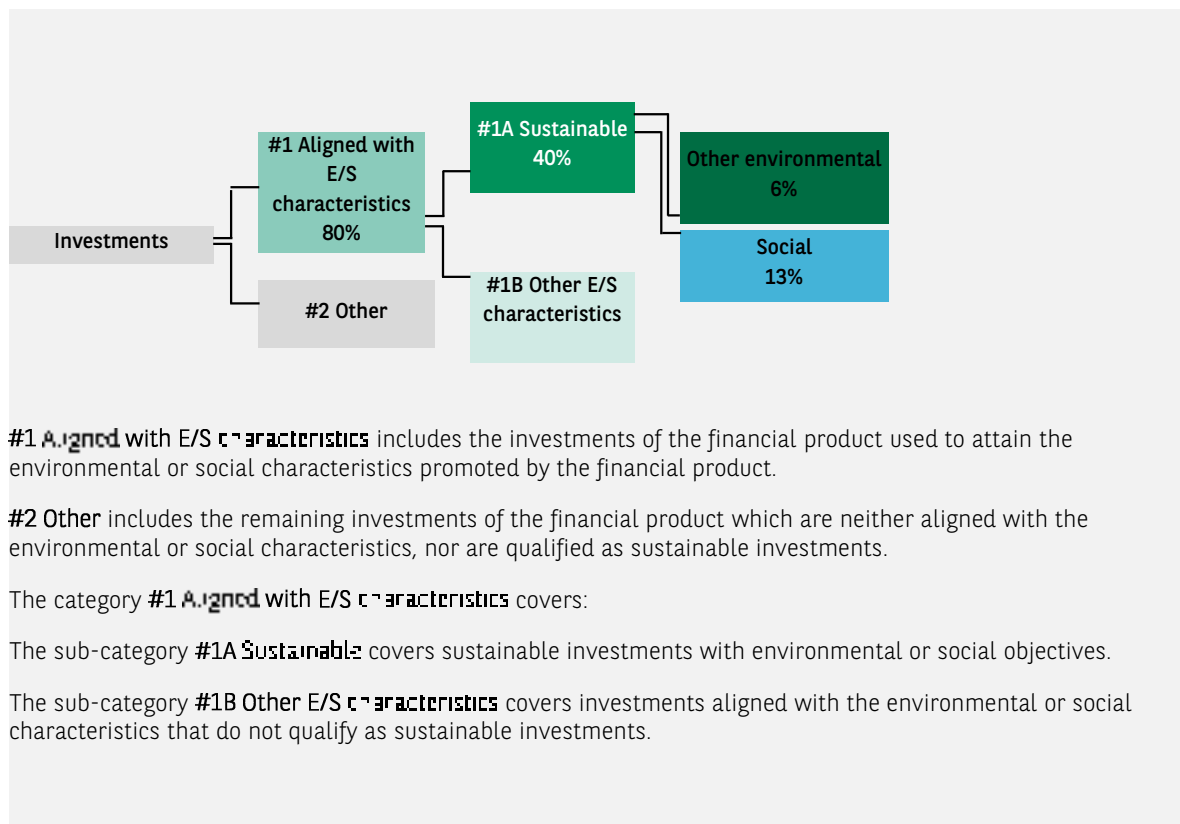 #1A Sustainable
40%
#1 Aligned with
E/S
characteristics
80%
Other environmental
6%
Investments
Social
13%
#1B Other E/S
characteristics
#2 Other
#1 Aligned with E/S characteristics includes the investments of the financial product used to attain the
environmental or social characteristics promoted by the financial product.
#2 Other includes the remaining investments of the financial product which are neither aligned with the
environmental or social characteristics, nor are qualified as sustainable investments.
The category #1 Aligned with E/S characteristics covers:
The sub-category #1A Sustainable covers sustainable investments with environmental or social objectives.
The sub-category #1B Other E/S characteristics covers investments aligned with the environmental or social
characteristics that do not qualify as sustainable investments.